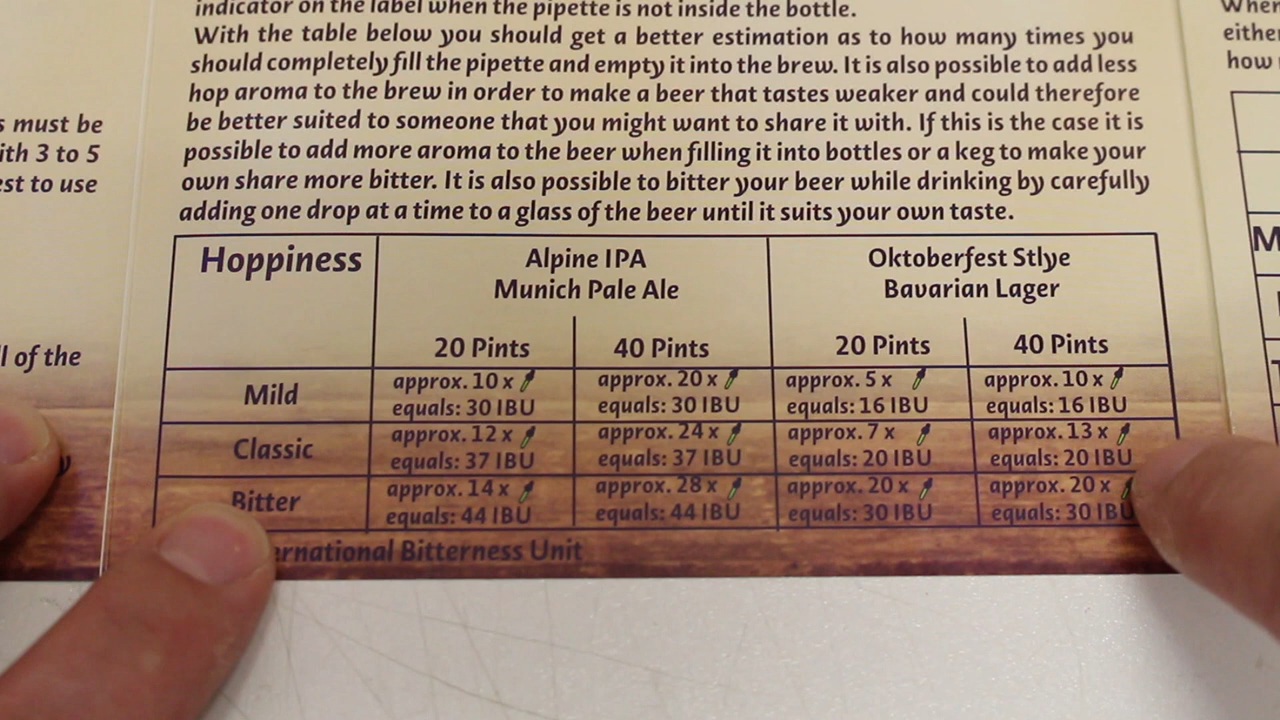 indicator on the label when the pipette is not inside the bottle.
With the table below you should get a better estimation as to how many times you
should completely fill the pipette and empty it into the brew. It is also possible to add less
hop aroma to the brew in order to make a beer that tastes weaker and could therefore
be better suited to someone that you might want to share it with. If this is the case it is
possible to add more aroma to the beer when filling it into bottles or a keg to make your
own share more bitter. It is also possible to bitter your beer while drinking by carefully
adding one drop at a time to a glass of the beer until it suits your own taste.
Hoppiness
Alpine IPA
Munich Pale Ale
Oktoberfest Stlye
Bavarian Lager
20 Pints
40 Pints
20 Pints
40 Pints
Mild
approx. 10 x
equals: 30 IBU
approx. 20 x
equals: 30 IBU
approx. 5 x
equals: 16 IBU
approx. 10 x
equals: 16 IBU
Classic
approx. 12 x
equals: 37 IBU
approx. 24 x
equals: 37 IBU
approx. 7 x
equals: 20 IBU
approx. 13 x
equals: 20 IBU
Bitter
approx. 14 x
equals: 44 IBU
approx. 28 x
equals: 44 IBU
approx. 20 x
equals: 30 IBU
approx. 20 x
equals: 30 IBU
ernational Bitterness Unit
s must be
ith 3 to 5
est to use
l of the
When
either
how
M